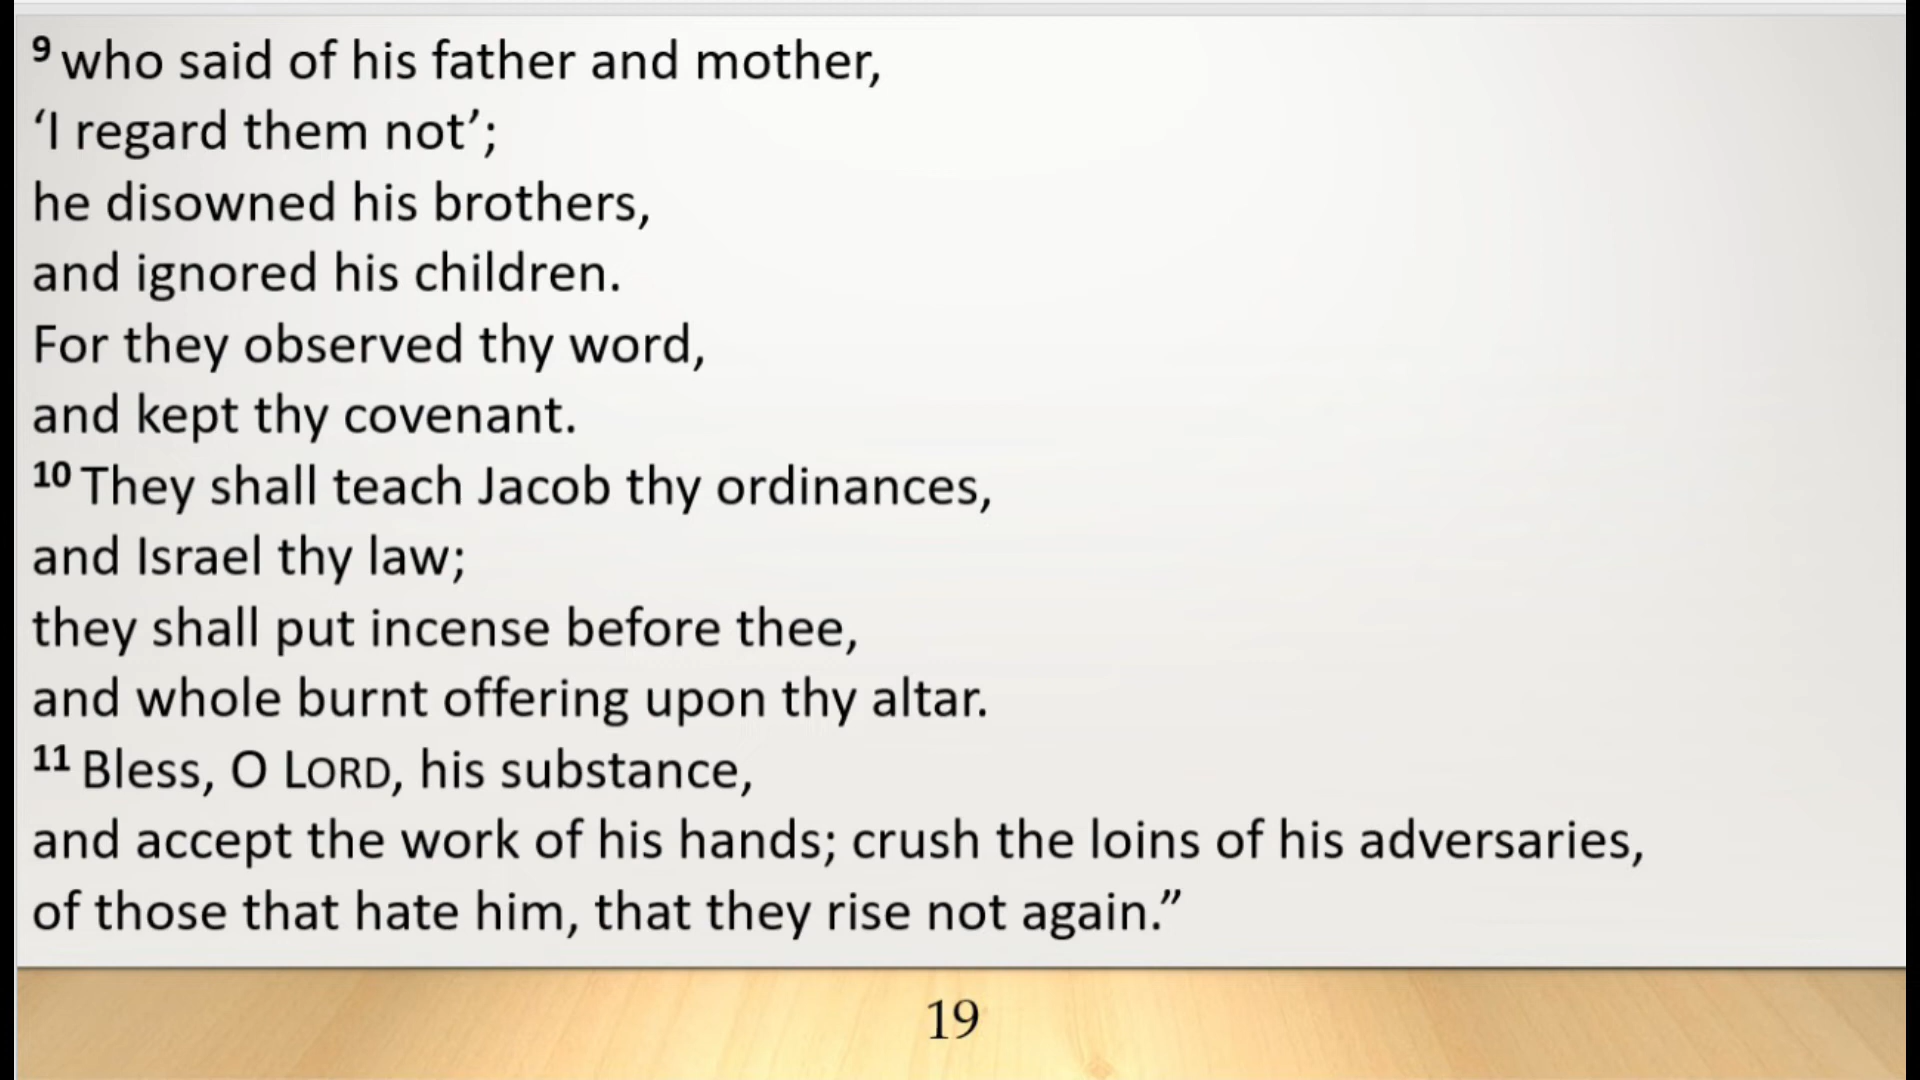 9 who said of his father and mother,
‘I regard them not’;
he disowned his brothers,
and ignored his children.
For they observed thy word,
and kept thy covenant.
10 They shall teach Jacob thy ordinances,
and Israel thy law;
they shall put incense before thee,
and whole burnt offering upon thy altar.
11 Bless, O LORD, his substance,
and accept the work of his hands; crush the loins of his adversaries,
of those that hate him, that they rise not again.”
19